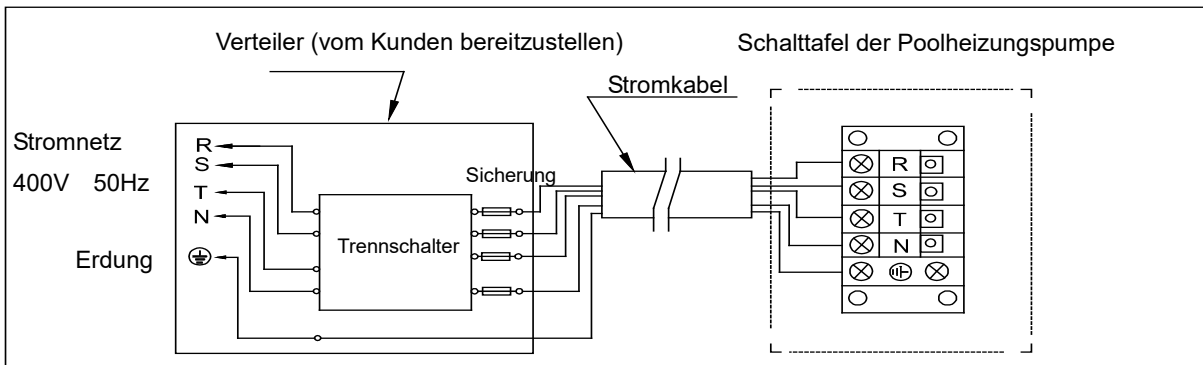 Verteiler (vom Kunden bereitzustellen)
Schalttafel der Poolheizungspumpe
Stromkabel
Stromnetz
400V 50Hz
Erdung
R
S
T
N
Sicherung
Trennschalter
R
S
T
N